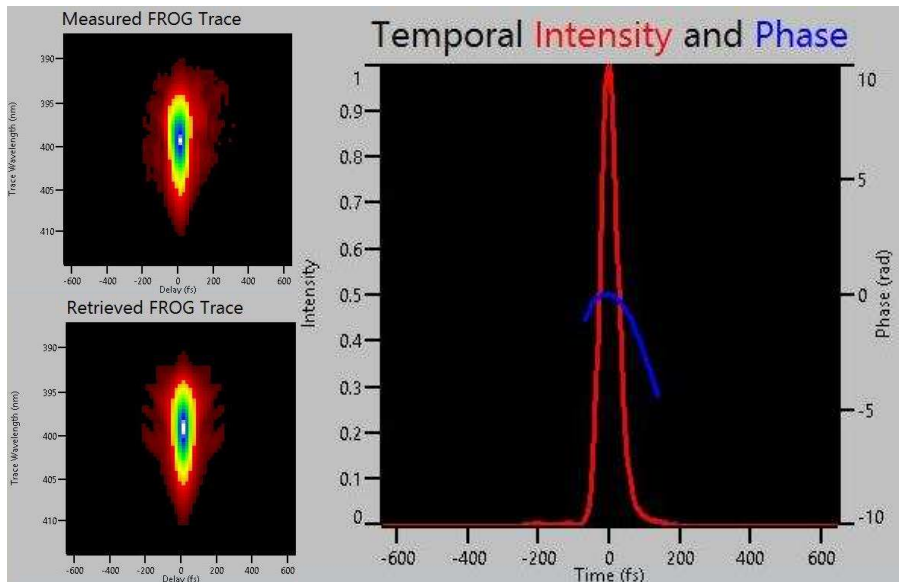 Measured FROG Trace
Trace Wavelength (nm)
390
395
400
405
410
-600 -400 -200 0 200 400 600
Delay (fs)
Retrieved FROG Trace
Trace Wavelength (nm)
390
395
400
405
410
-600 -400 -200 0 200 400 600
Delay (fs)
Temporal Intensity and Phase
Intensity
1
0.9
0.8
0.7
0.6
0.5
0.4
0.3
0.2
0.1
0
10
5
0
-5
-10
Phase (rad)
-600 -400 -200 0 200 400 600
Time (fs)